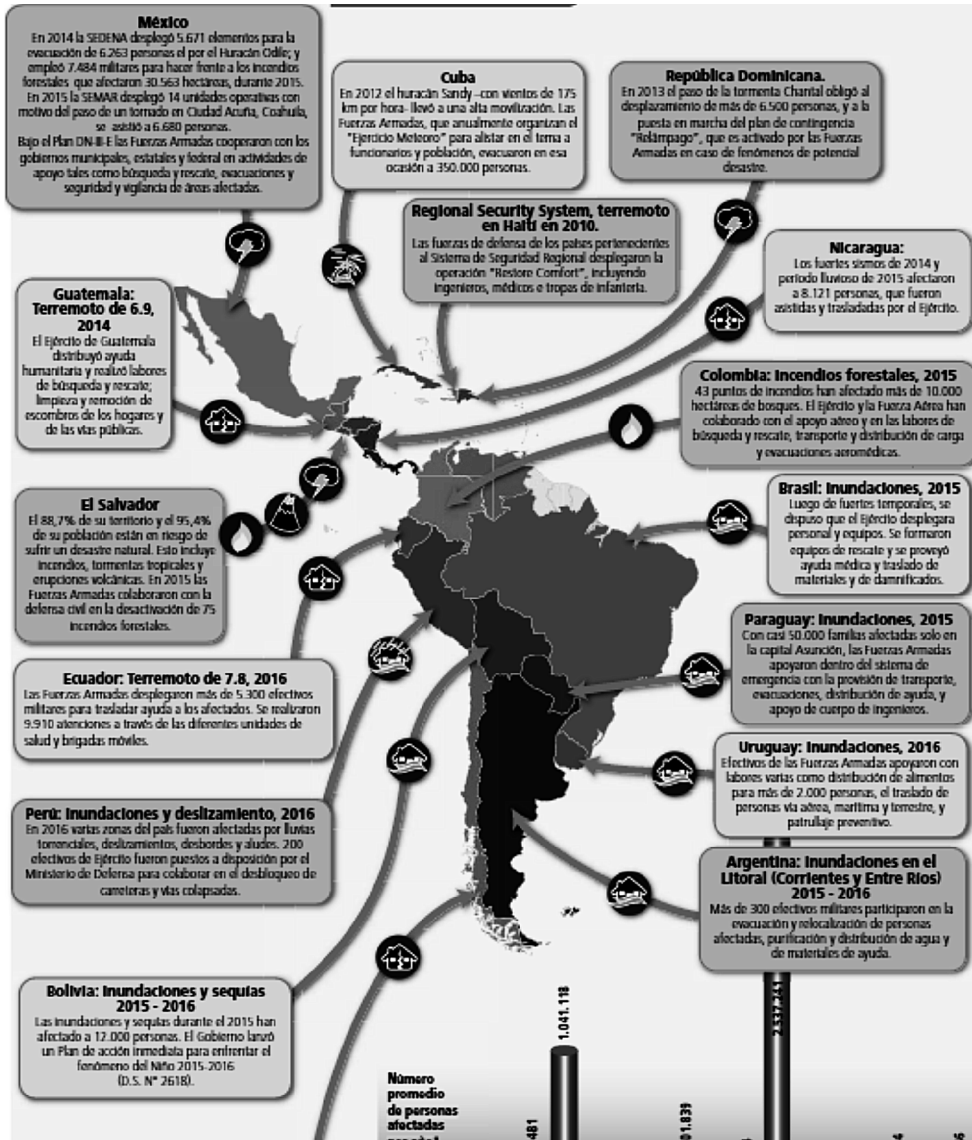 México
En 2014 la SEDENA desplegó 5.671 elementos para la
evacuación de 6.263 personas el por el Huracán Odile; y
empleó 7.484 militares para hacer frente a los incendios
forestales que afectaron 30.563 hectáreas, durante 2015.
En 2015 la SEMAR desplegó 14 unidades operativas con
motivo del paso de un tornado en Ciudad Acuña, Coahuila,
se asistió a 6.680 personas.
Bajo el Plan DN-III-E las Fuerzas Armadas cooperaron con los
gobiernos municipales, estatales y federal en actividades de
apoyo tales como búsqueda y rescate, evacuaciones y
seguridad y vigilancia de áreas afectadas.
Cuba
En 2012 el huracán Sandy –con vientos de 175
km por hora- llevó a una alta movilización. Las
Fuerzas Armadas, que anualmente organizan el
"Ejercicio Meteoro" para alistar en el tema a
funcionarios y población, evacuaron en esa
ocasión a 350.000 personas.
República Dominicana.
En 2013 el paso de la tormenta Chantal obligó al
desplazamiento de más de 6.500 personas, y a la
puesta en marcha del plan de contingencia
"Relámpago", que es activado por las Fuerzas
Armadas en caso de fenómenos de potencial
desastre.
Regional Security System, terremoto
en Haití en 2010.
Las fuerzas de defensa de los países pertenecientes
al Sistema de Seguridad Regional desplegaron la
operación "Restore Comfort", incluyendo
ingenieros, médicos e tropas de infantería.
Nicaragua:
Los fuertes sismos de 2014 y
período lluvioso de 2015 afectaron
a 8.121 personas, que fueron
asistidas y trasladadas por el Ejército.
Guatemala:
Terremoto de 6.9,
2014
El Ejército de Guatemala
distribuyó ayuda
humanitaria y realizó labores
de búsqueda y rescate;
limpieza y remoción de
escombros de los hogares y
de las vías públicas.
Colombia: Incendios forestales, 2015
43 puntos de incendios han afectado más de 10.000
hectáreas de bosques. El Ejército y la Fuerza Aérea han
colaborado con el apoyo aéreo y en las labores de
búsqueda y rescate, transporte y distribución de carga
y evacuaciones aeromédicas.
El Salvador
El 88,7% de su territorio y el 95,4%
de su población están en riesgo de
sufrir un desastre natural. Esto incluye
incendios, tormentas tropicales y
erupciones volcánicas. En 2015 las
Fuerzas Armadas colaboraron con la
defensa civil en la desactivación de 75
incendios forestales.
Brasil: Inundaciones, 2015
Luego de fuertes temporales, se
dispuso que el Ejército desplegara
personal y equipos. Se formaron
equipos de rescate y se proveyó
ayuda médica y traslado de
materiales y de damnificados.
Paraguay: Inundaciones, 2015
Con casi 50.000 familias afectadas solo en
la capital Asunción, las Fuerzas Armadas
apoyaron dentro del sistema de
emergencia con la provisión de transporte,
evacuaciones, distribución de ayuda, y
apoyo de cuerpo de ingenieros.
Ecuador: Terremoto de 7.8, 2016
Las Fuerzas Armadas desplegaron más de 5.300 efectivos
militares para trasladar ayuda a los afectados. Se realizaron
9.910 atenciones a través de las diferentes unidades de
salud y brigadas móviles.
Uruguay: Inundaciones, 2016
Efectivos de las Fuerzas Armadas apoyaron con
labores varias como distribución de alimentos
para más de 2.000 personas, el traslado de
personas vía aérea, marítima y terrestre, y
patrullaje preventivo.
Perú: Inundaciones y deslizamiento, 2016
En 2016 varias zonas del país fueron afectadas por lluvias
torrenciales, deslizamientos, desbordes y aludes. 200
efectivos de Ejército fueron puestos a disposición por el
Ministerio de Defensa para colaborar en el desbloqueo de
carreteras y vías colapsadas.
Argentina: Inundaciones en el
Litoral (Corrientes y Entre Ríos)
2015 - 2016
Más de 300 efectivos militares participaron en la
evacuación y relocalización de personas
afectadas, purificación y distribución de agua y
de materiales de ayuda.
Bolivia: Inundaciones y sequías
2015 - 2016
Las inundaciones y sequías durante el 2015 han
afectado a 12.000 personas. El Gobierno lanzó
un Plan de acción inmediata para enfrentar el
fenómeno del Niño 2015-2016
(D.S. N° 2618).
Número
promedio
de personas
afectadas
1.041.118